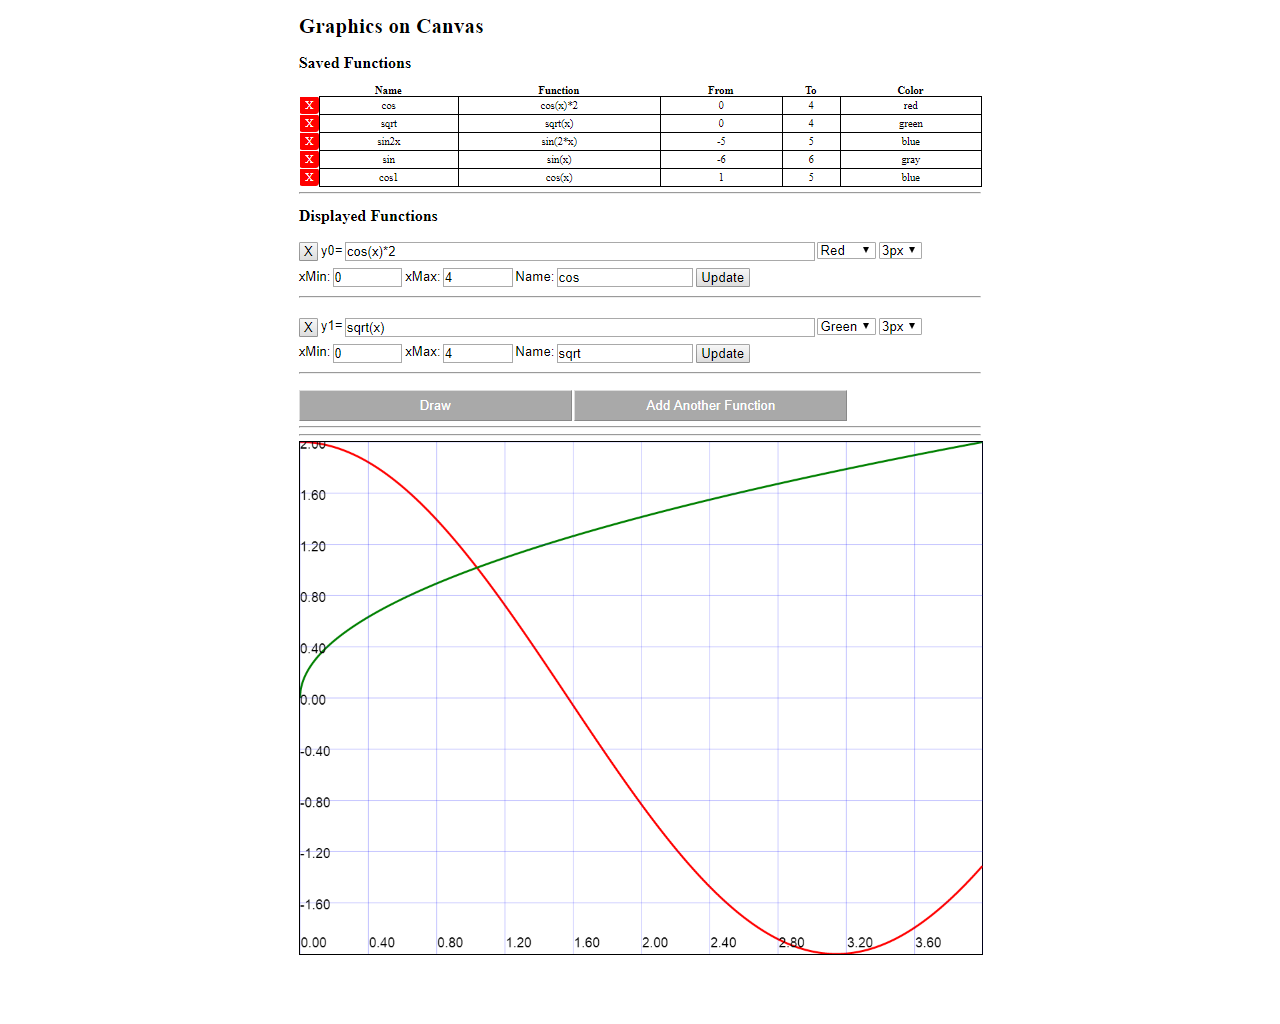 Graphics on Canvas
Saved Functions
Name Function From To Color
X cos cos(x)*2 0 4 red
X sqrt sqrt(x) 0 4 green
X sin2x sin(2*x) -5 5 blue
X sin sin(x) -6 6 gray
X cos1 cos(x) 1 5 blue
Displayed Functions
X y0= cos(x)*2 Red 3px
xMin: 0 xMax: 4 Name: cos Update
X y1= sqrt(x) Green 3px
xMin: 0 xMax: 4 Name: sqrt Update
Draw Add Another Function
2.00
1.60
1.20
0.80
0.40
0.00
-0.40
-0.80
-1.20
-1.60
0.00 0.40 0.80 1.20 1.60 2.00 2.40 2.80 3.20 3.60